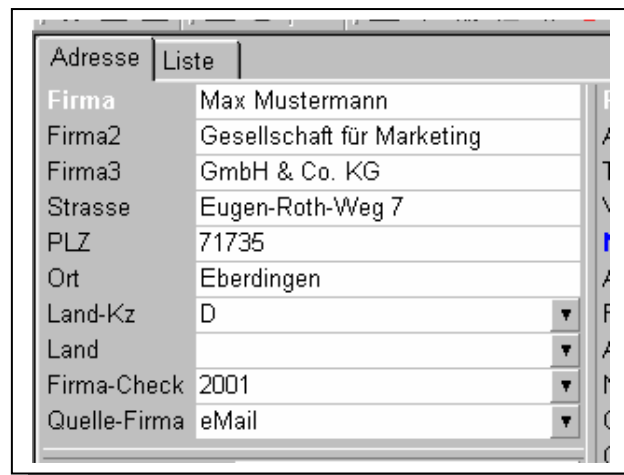 Adresse Liste
Firma Max Mustermann
Firma2 Gesellschaft für Marketing
Firma3 GmbH & Co. KG
Strasse Eugen-Roth-Weg 7
PLZ 71735
Ort Eberdingen
Land-Kz D
Land
Firma-Check 2001
Quelle-Firma eMail